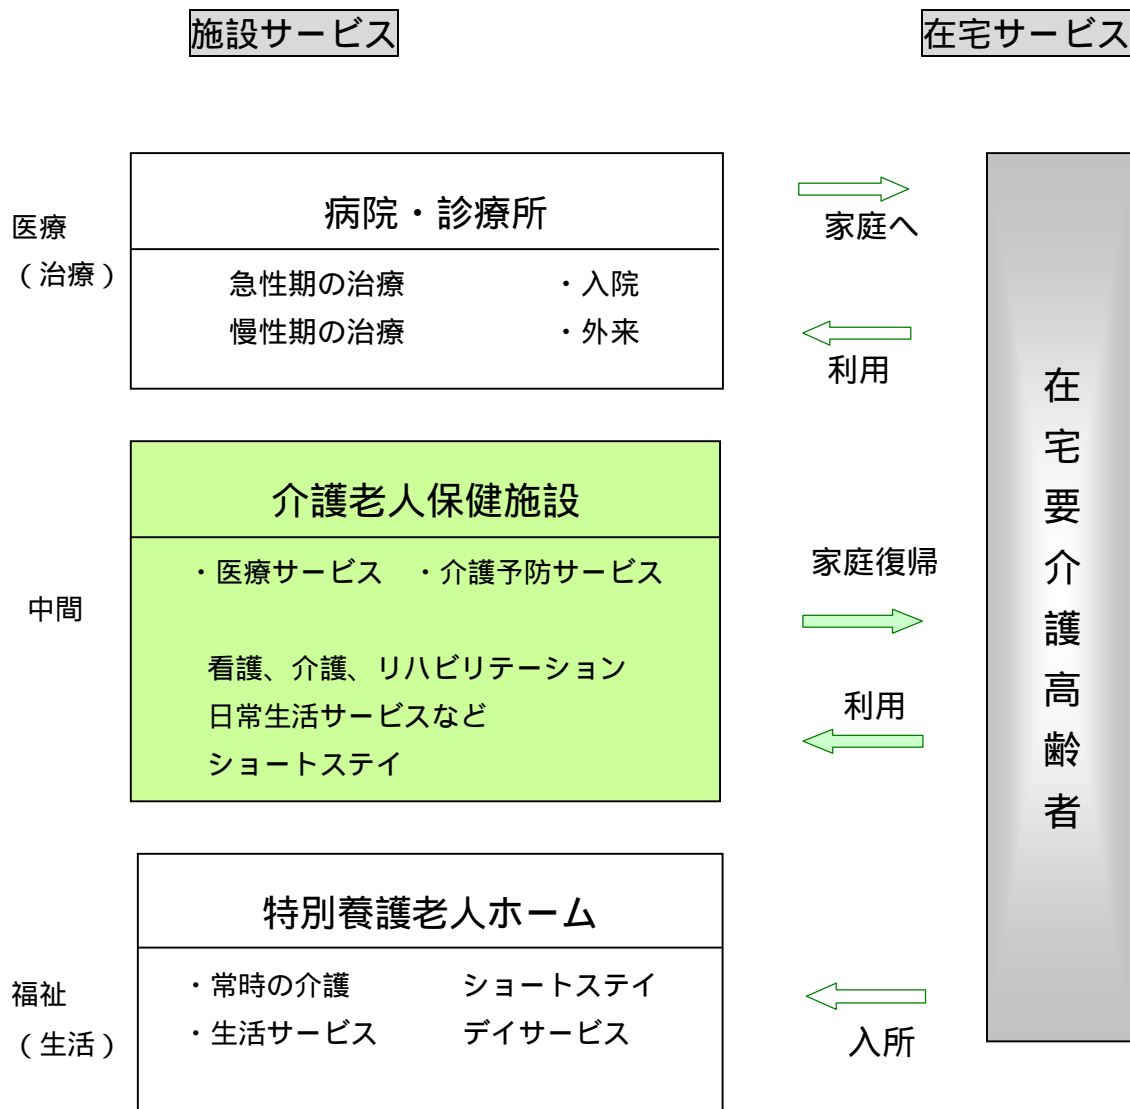 施設サービス
在宅サービス
医療
（治療）
病院・診療所
急性期の治療　・入院
慢性期の治療　・外来
家庭へ
利用
中間
介護老人保健施設
・医療サービス　・介護予防サービス
看護、介護、リハビリテーション
日常生活サービスなど
ショートステイ
家庭復帰
利用
福祉
（生活）
特別養護老人ホーム
・常時の介護　ショートステイ
・生活サービス　デイサービス
入所
在宅要介護高齢者